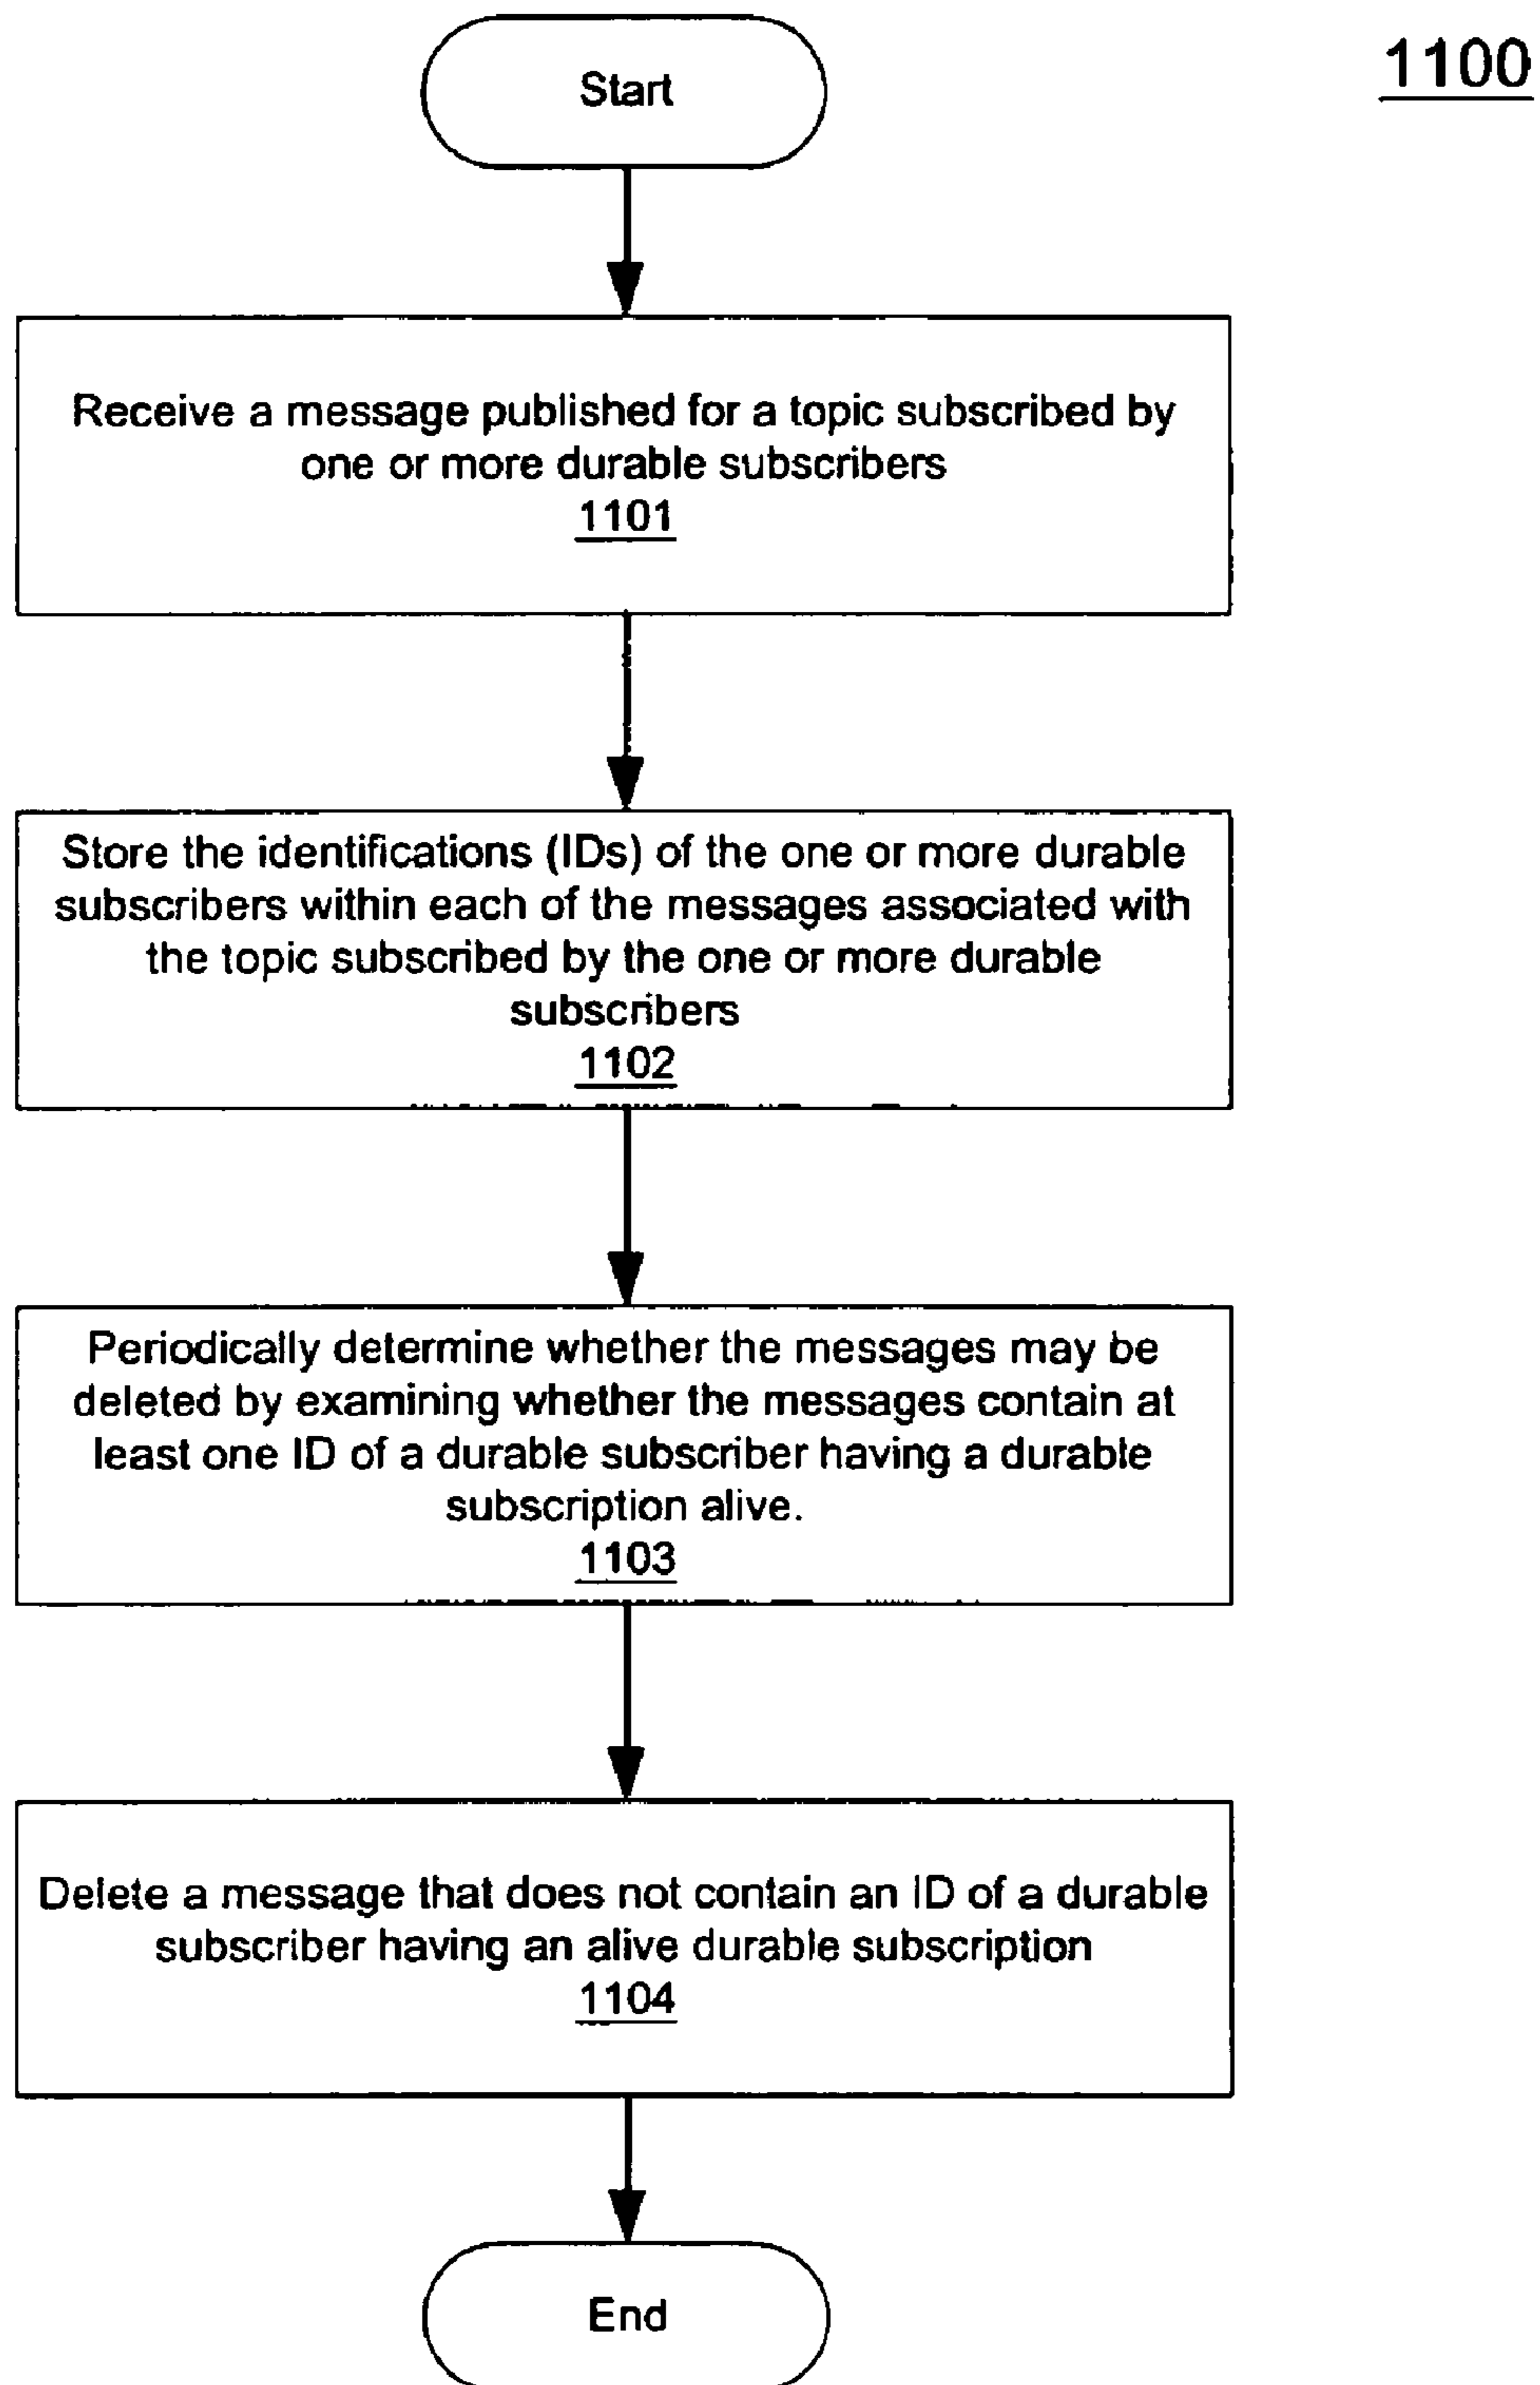 Start
1100
Receive a message published for a topic subscribed by
one or more durable subscribers
1101
Store the identifications (IDs) of the one or more durable
subscribers within each of the messages associated with
the topic subscribed by the one or more durable
subscribers
1102
Periodically determine whether the messages may be
deleted by examining whether the messages contain at
least one ID of a durable subscriber having a durable
subscription alive.
1103
Delete a message that does not contain an ID of a durable
subscriber having an alive durable subscription
1104
End